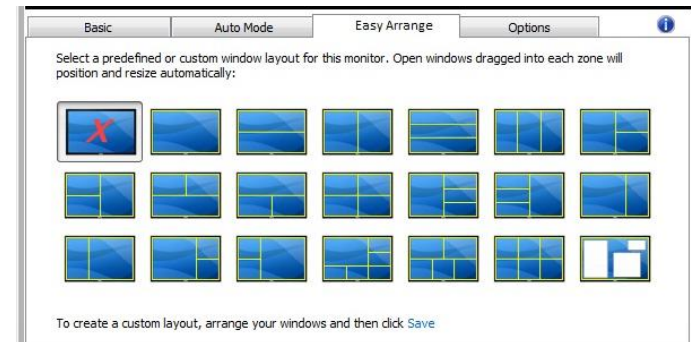 Basic Auto Mode Easy Arrange Options i
Select a predefined or custom window layout for this monitor. Open windows dragged into each zone will
position and resize automatically:
X
To create a custom layout, arrange your windows and then click Save